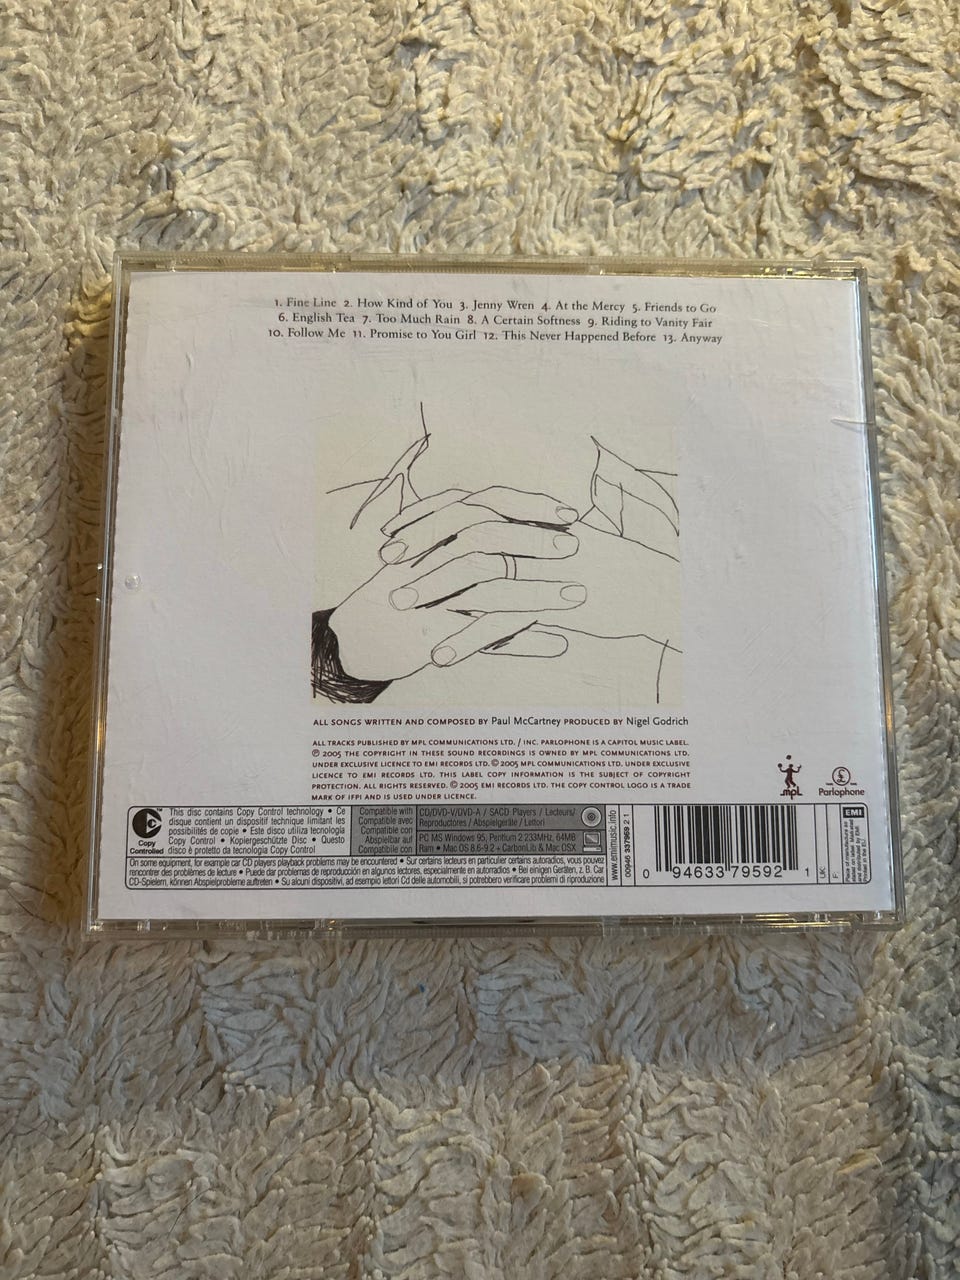 1. Fine Line 2. How Kind of You 3. Jenny Wren 4. At the Mercy 5. Friends to Go
6. English Tea 7. Too Much Rain 8. A Certain Softness 9. Riding to Vanity Fair
10. Follow Me 11. Promise to You Girl 12. This Never Happened Before 13. Anyway
ALL SONGS WRITTEN AND COMPOSED BY Paul McCartney PRODUCED BY Nigel Godrich
ALL TRACKS PUBLISHED BY MPL COMMUNICATIONS LTD. / INC. PARLOPHONE IS A CAPITOL MUSIC LABEL.
℗ 2005 THE COPYRIGHT IN THESE SOUND RECORDINGS IS OWNED BY MPL COMMUNICATIONS LTD.
UNDER EXCLUSIVE LICENCE TO EMI RECORDS LTD. © 2005 MPL COMMUNICATIONS LTD. UNDER EXCLUSIVE
LICENCE TO EMI RECORDS LTD. THIS LABEL COPY INFORMATION IS THE SUBJECT OF COPYRIGHT
PROTECTION. ALL RIGHTS RESERVED. © 2005 EMI RECORDS LTD. THE COPY CONTROL LOGO IS A TRADE
MARK OF IFPI AND IS USED UNDER LICENCE.
mpl
Parlophone
Copy
Controlled
This disc contains Copy Control technology • Ce
disque contient un dispositif technique limitant les
possibilités de copie • Este disco utiliza tecnología
Copy Control • Kopiergeschützte Disc • Questo
disco è protetto da tecnologia Copy Control
Compatible with
Compatible avec
Compatible con
Abspielbar auf
Compatibile con
CD/DVD-V/DVD-A / SACD Players / Lecteurs/
Reproductores / Abspielgeräte / Lettori
PC MS Windows 95, Pentium 2 233MHz, 64MB
Ram • Mac OS 8.6-9.2 + CarbonLib & Mac OSX
On some equipment, for example car CD players playback problems may be encountered • Sur certains lecteurs en particulier certains autoradios, vous pouvez
rencontrer des problèmes de lecture • Puede dar problemas de reproducción en algunos lectores, especialmente en autoradios • Bei einigen Geräten, z. B. Car
CD-Spielern, können Abspielprobleme auftreten • Su alcuni dispositivi, ad esempio lettori Cd delle automobili, si potrebbero verificare problemi di riproduzione
www.emimusic.info
00946 337959 2 1
0 94633 79592 1
UK:
F:
EMI